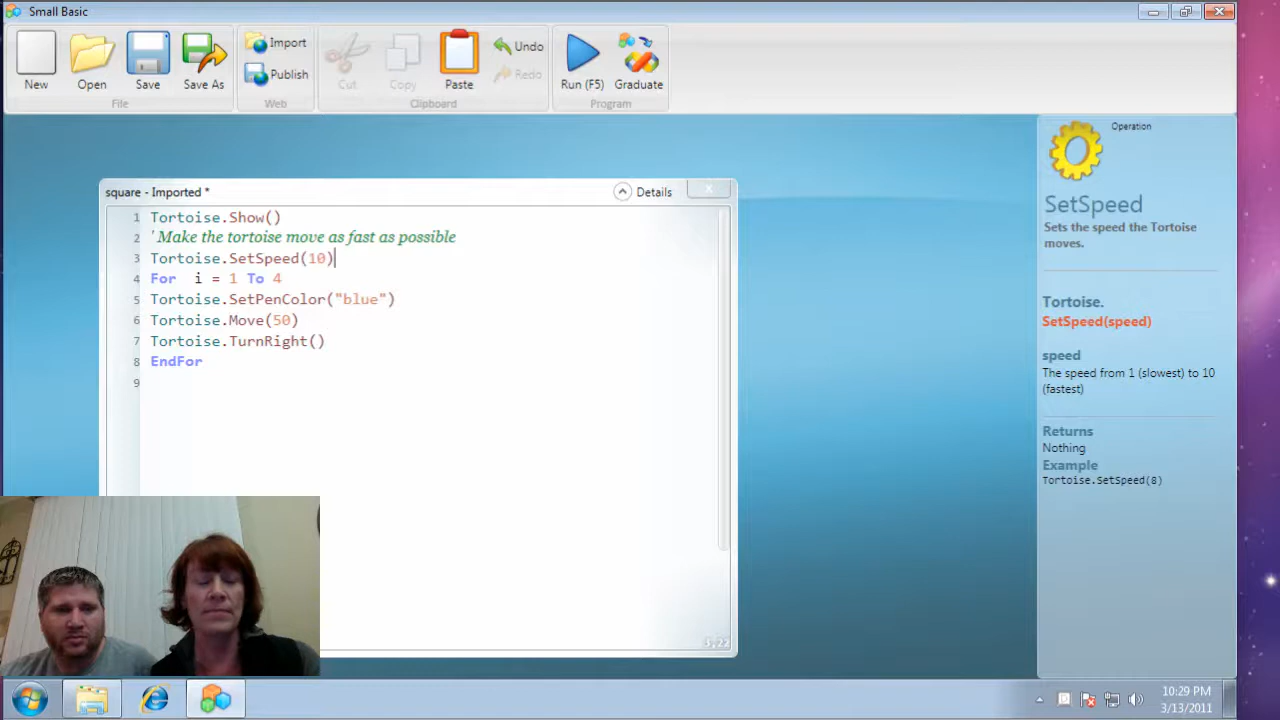 Small Basic
New
Open
Save
Save As
File
Import
Publish
Web
Cut
Copy
Paste
Undo
Redo
Clipboard
Run (F5)
Graduate
Program
square - Imported *
Details
1 Tortoise.Show()
2 ' Make the tortoise move as fast as possible
3 Tortoise.SetSpeed(10)
4 For i = 1 To 4
5 Tortoise.SetPenColor("blue")
6 Tortoise.Move(50)
7 Tortoise.TurnRight()
8 EndFor
9
Operation
SetSpeed
Sets the speed the Tortoise
moves.
Tortoise.
SetSpeed(speed)
speed
The speed from 1 (slowest) to 10
(fastest)
Returns
Nothing
Example
Tortoise.SetSpeed(8)
10:29 PM
3/13/2011